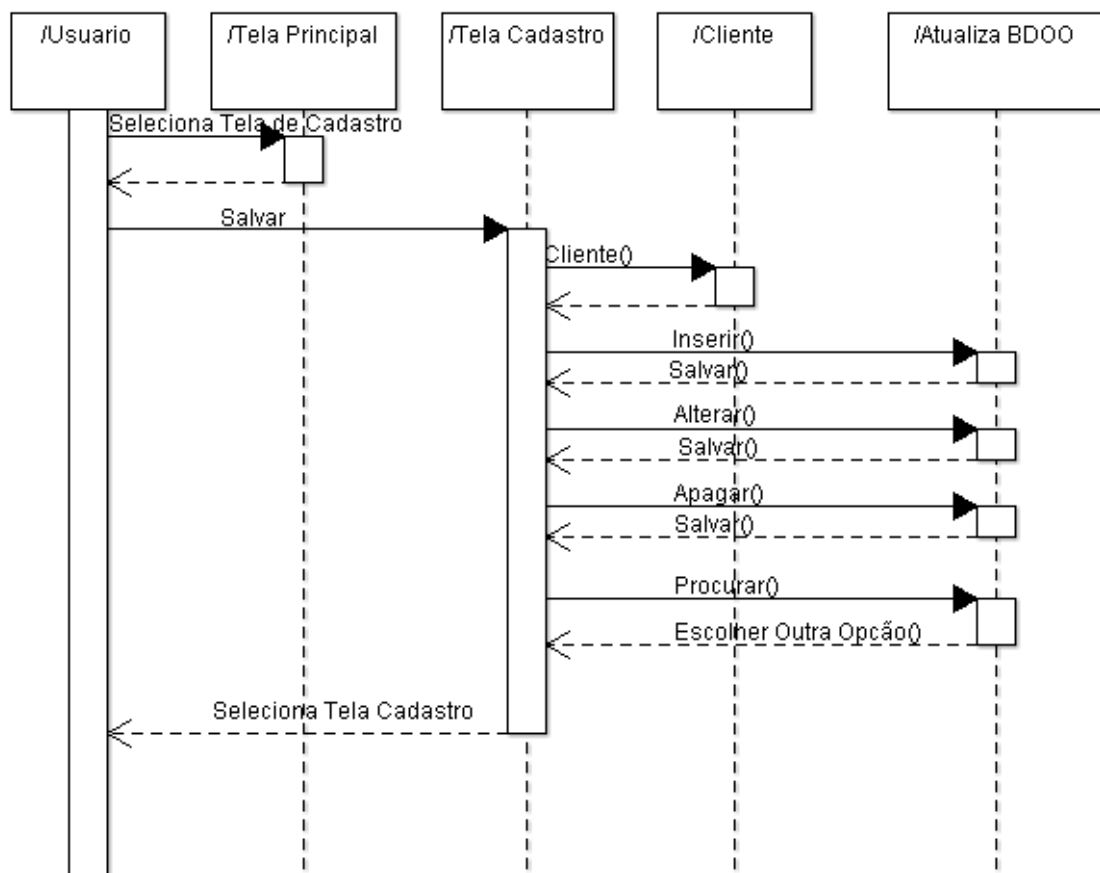 /Usuario
/Tela Principal
/Tela Cadastro
/Cliente
/Atualiza BDOO
Seleciona Tela de Cadastro
Salvar
Cliente()
Inserir()
Salvar()
Alterar()
Salvar()
Apagar()
Salvar()
Procurar()
Escolher Outra Opcão()
Seleciona Tela Cadastro